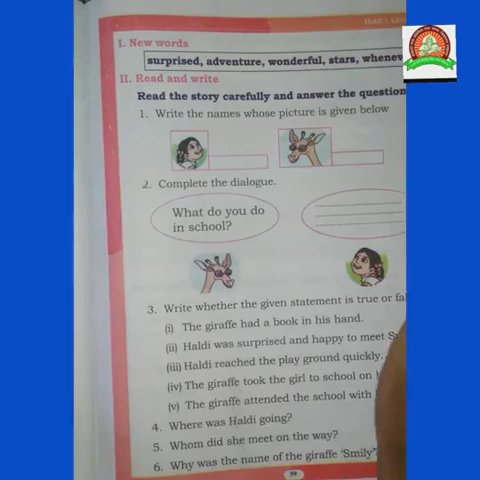 Haldi's
I. New words
surprised, adventure, wonderful, stars,
II. Read and write
Read the story carefully and answer the question
1. Write the names whose picture is given below
2. Complete the dialogue.
What do you do
in school?
3. Write whether the given statement is true or
(i) The giraffe had a book in his hand.
(ii) Haldi was surprised and happy to meet
(iii) Haldi reached the play ground quickly.
(iv) The giraffe took the girl to school on
(v) The giraffe attended the school with
4. Where was Haldi going?
5. Whom did she meet on the way?
6. Why was the name of the giraffe 'Smily'
59